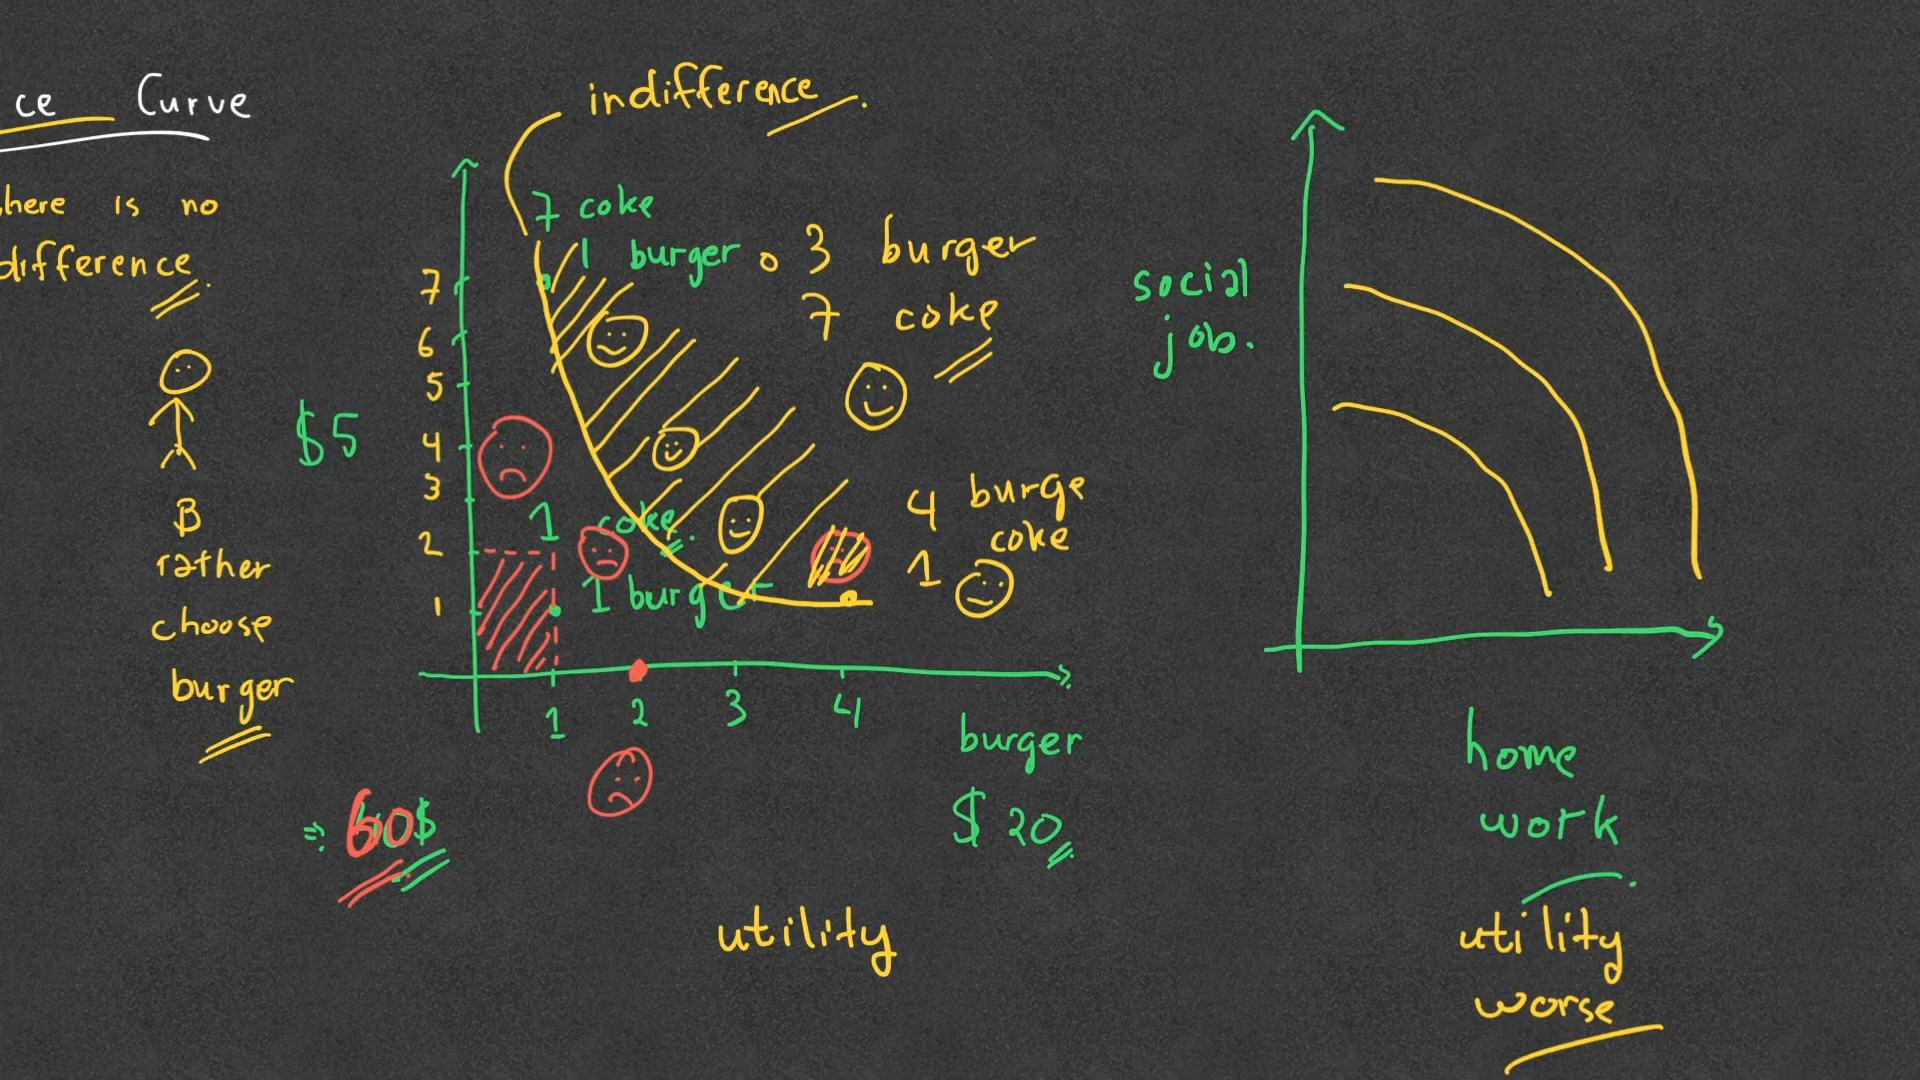 ce Curve
here is no
difference.
B
rather
choose
burger
$5
indifference.
7 coke
1 burger
3 burger
7 coke
7
6
5
4
3
2
1
1 coke
1 burger
4 burge
coke
1
1 2 3 4
burger
$20
60$
utility
social
job.
home
work
utility
worse